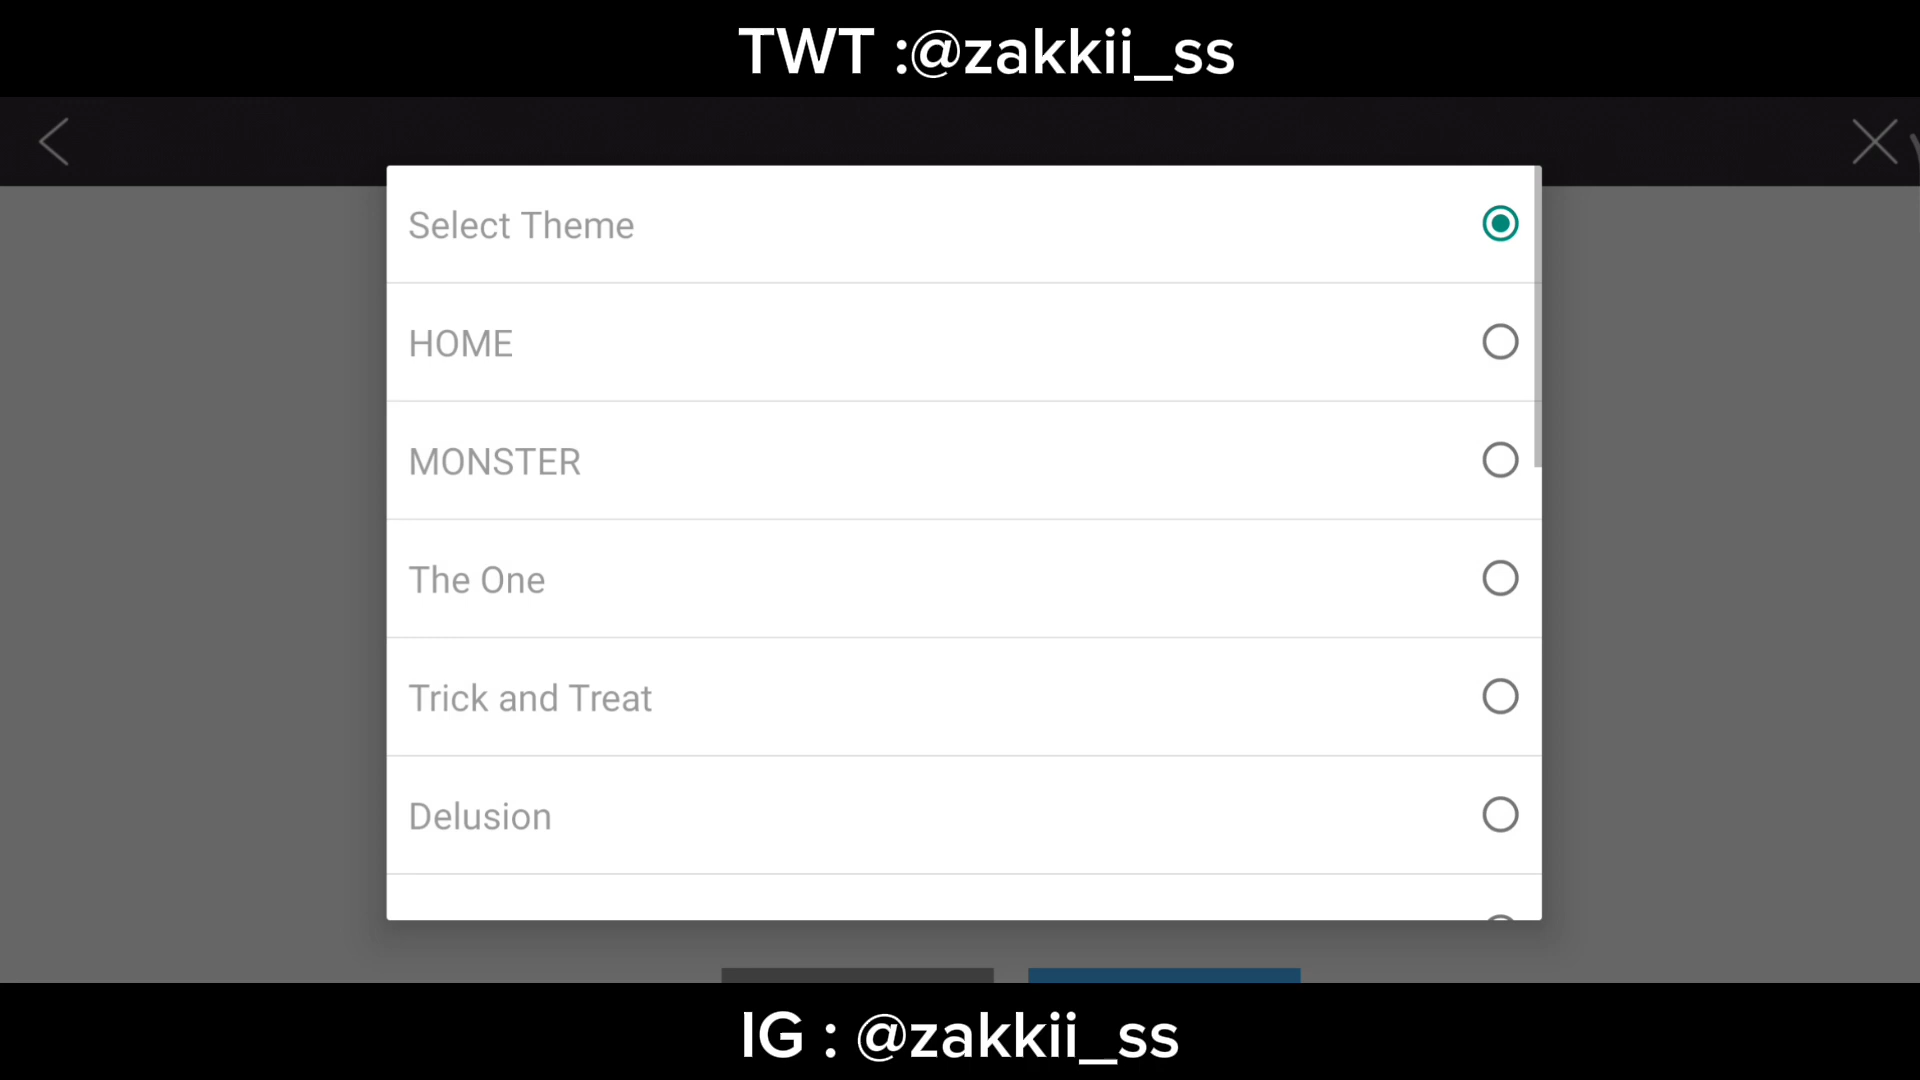 TWT :@zakkii_ss
Select Theme
HOME
MONSTER
The One
Trick and Treat
Delusion
IG : @zakkii_ss